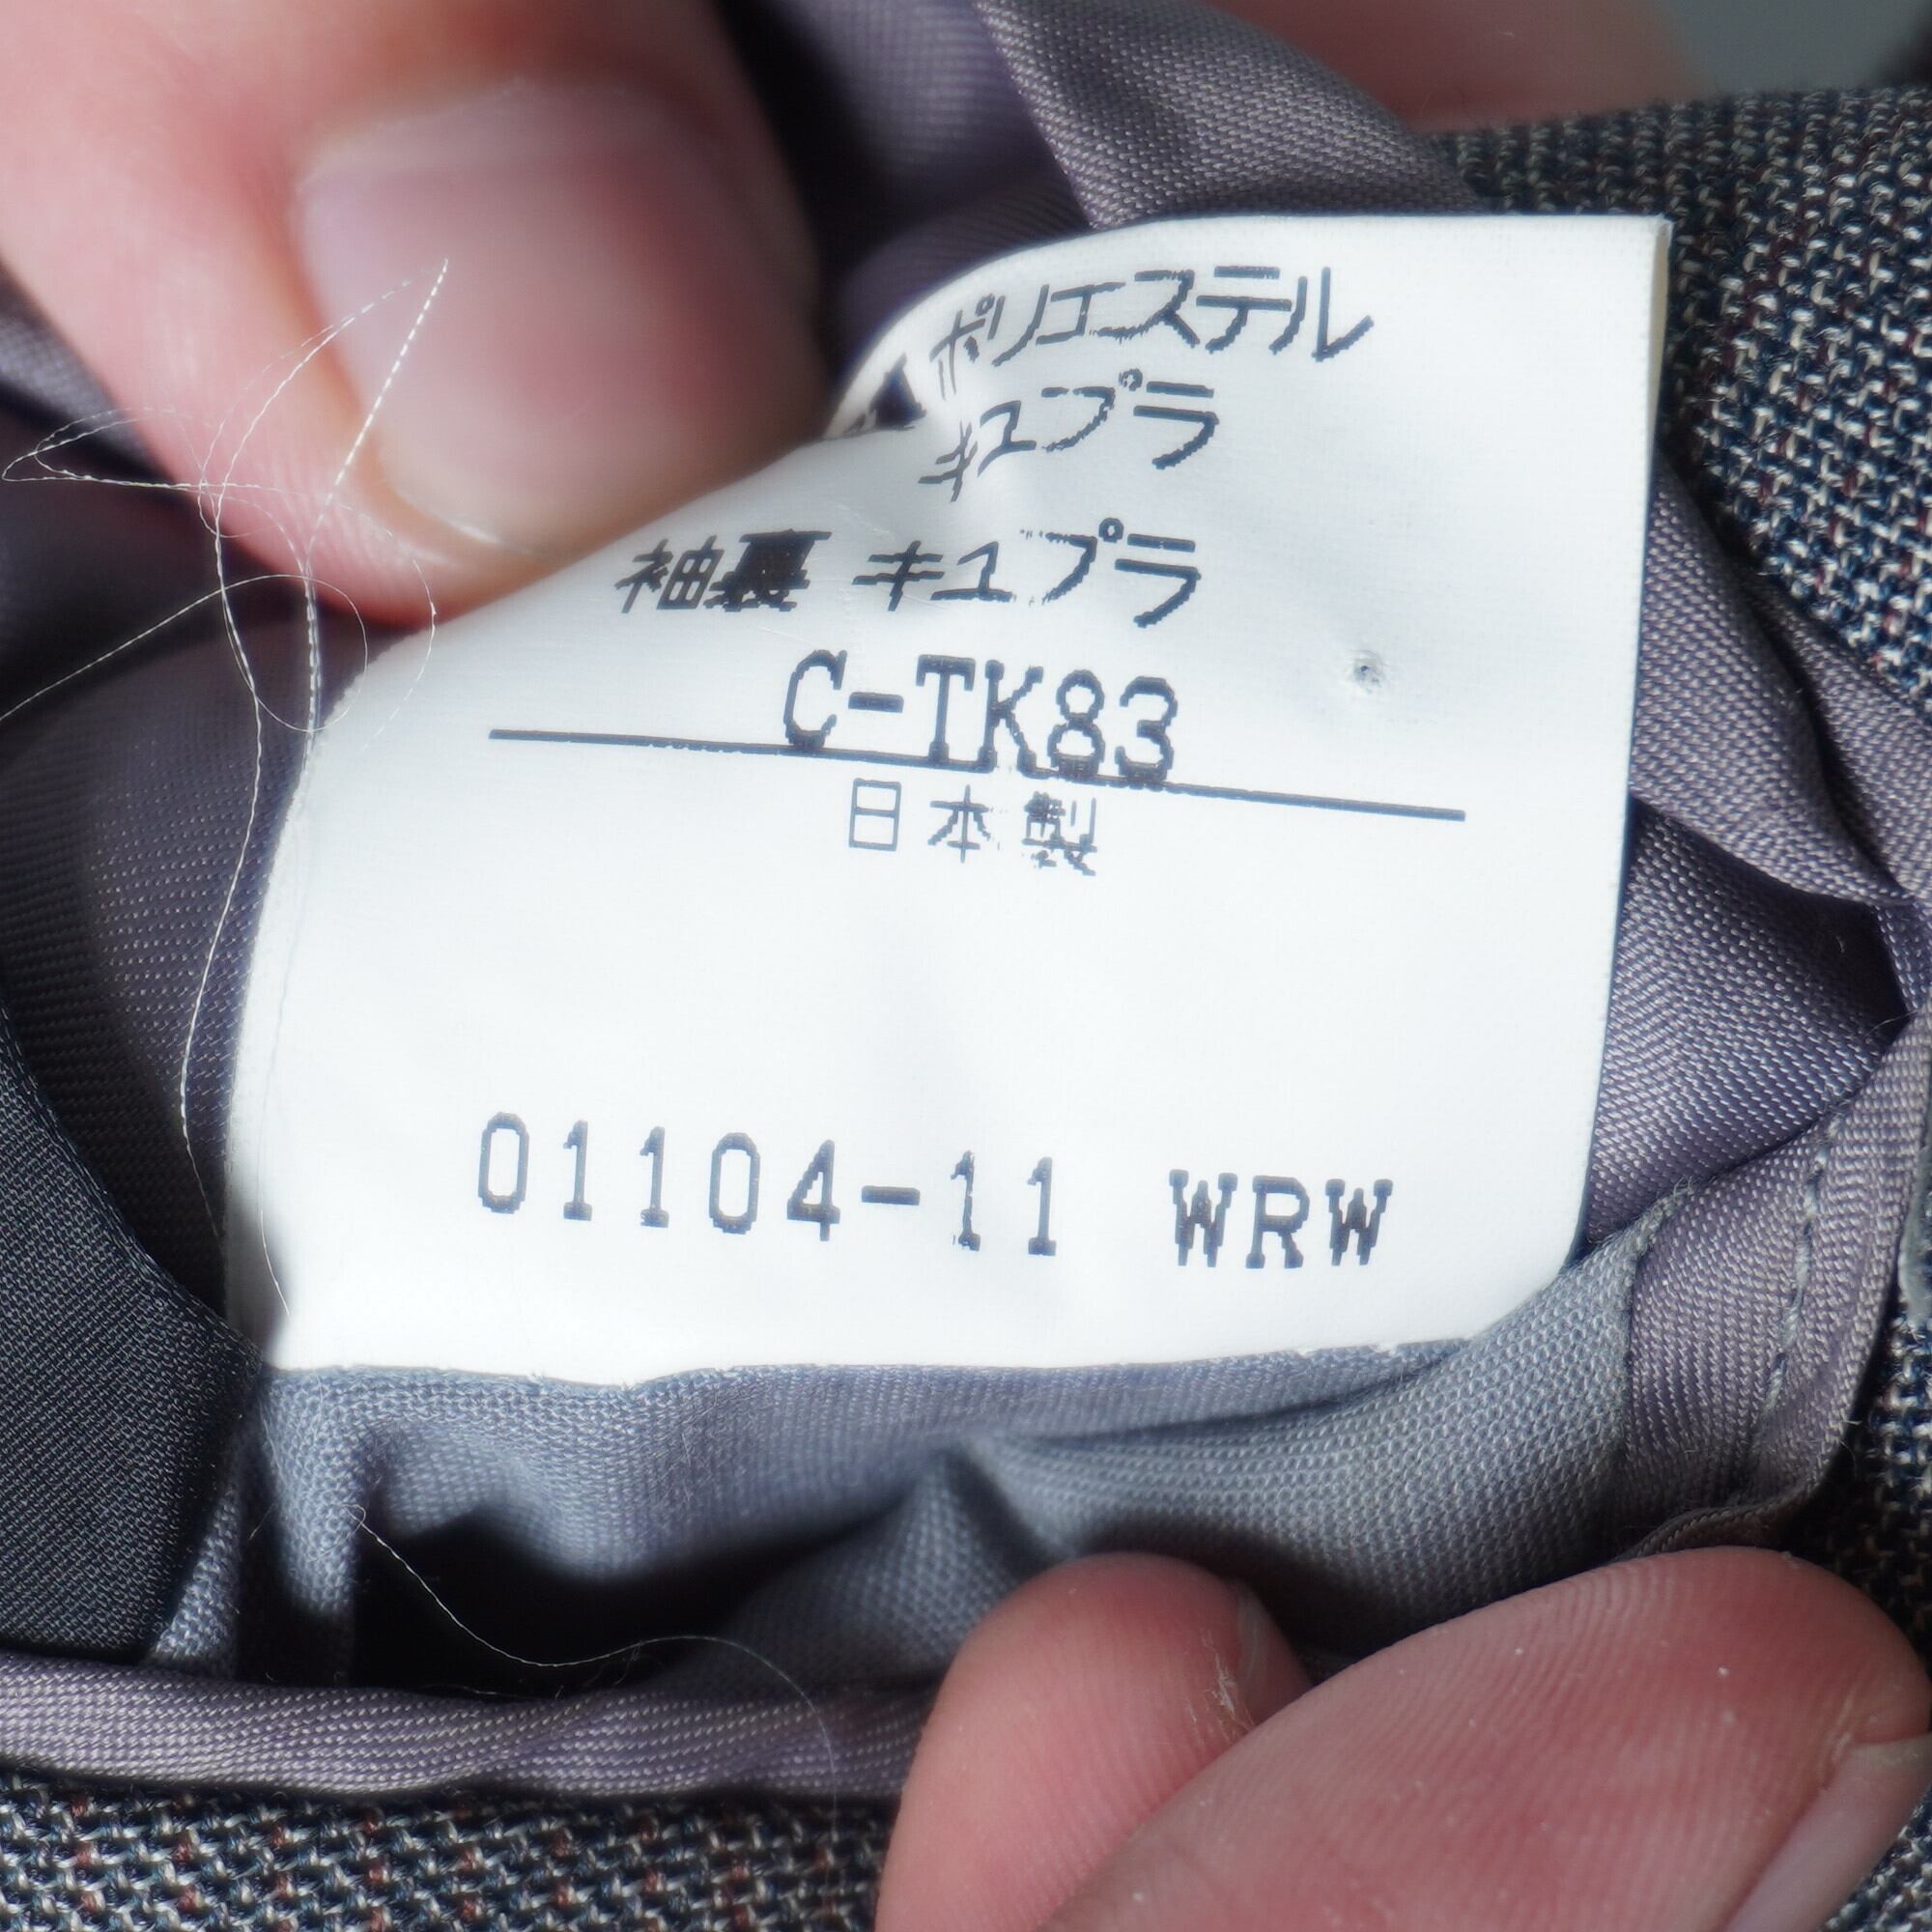 ポリエステル
キュプラ
袖裏 キュプラ
C-TK83
日本製
01104-11 WRW